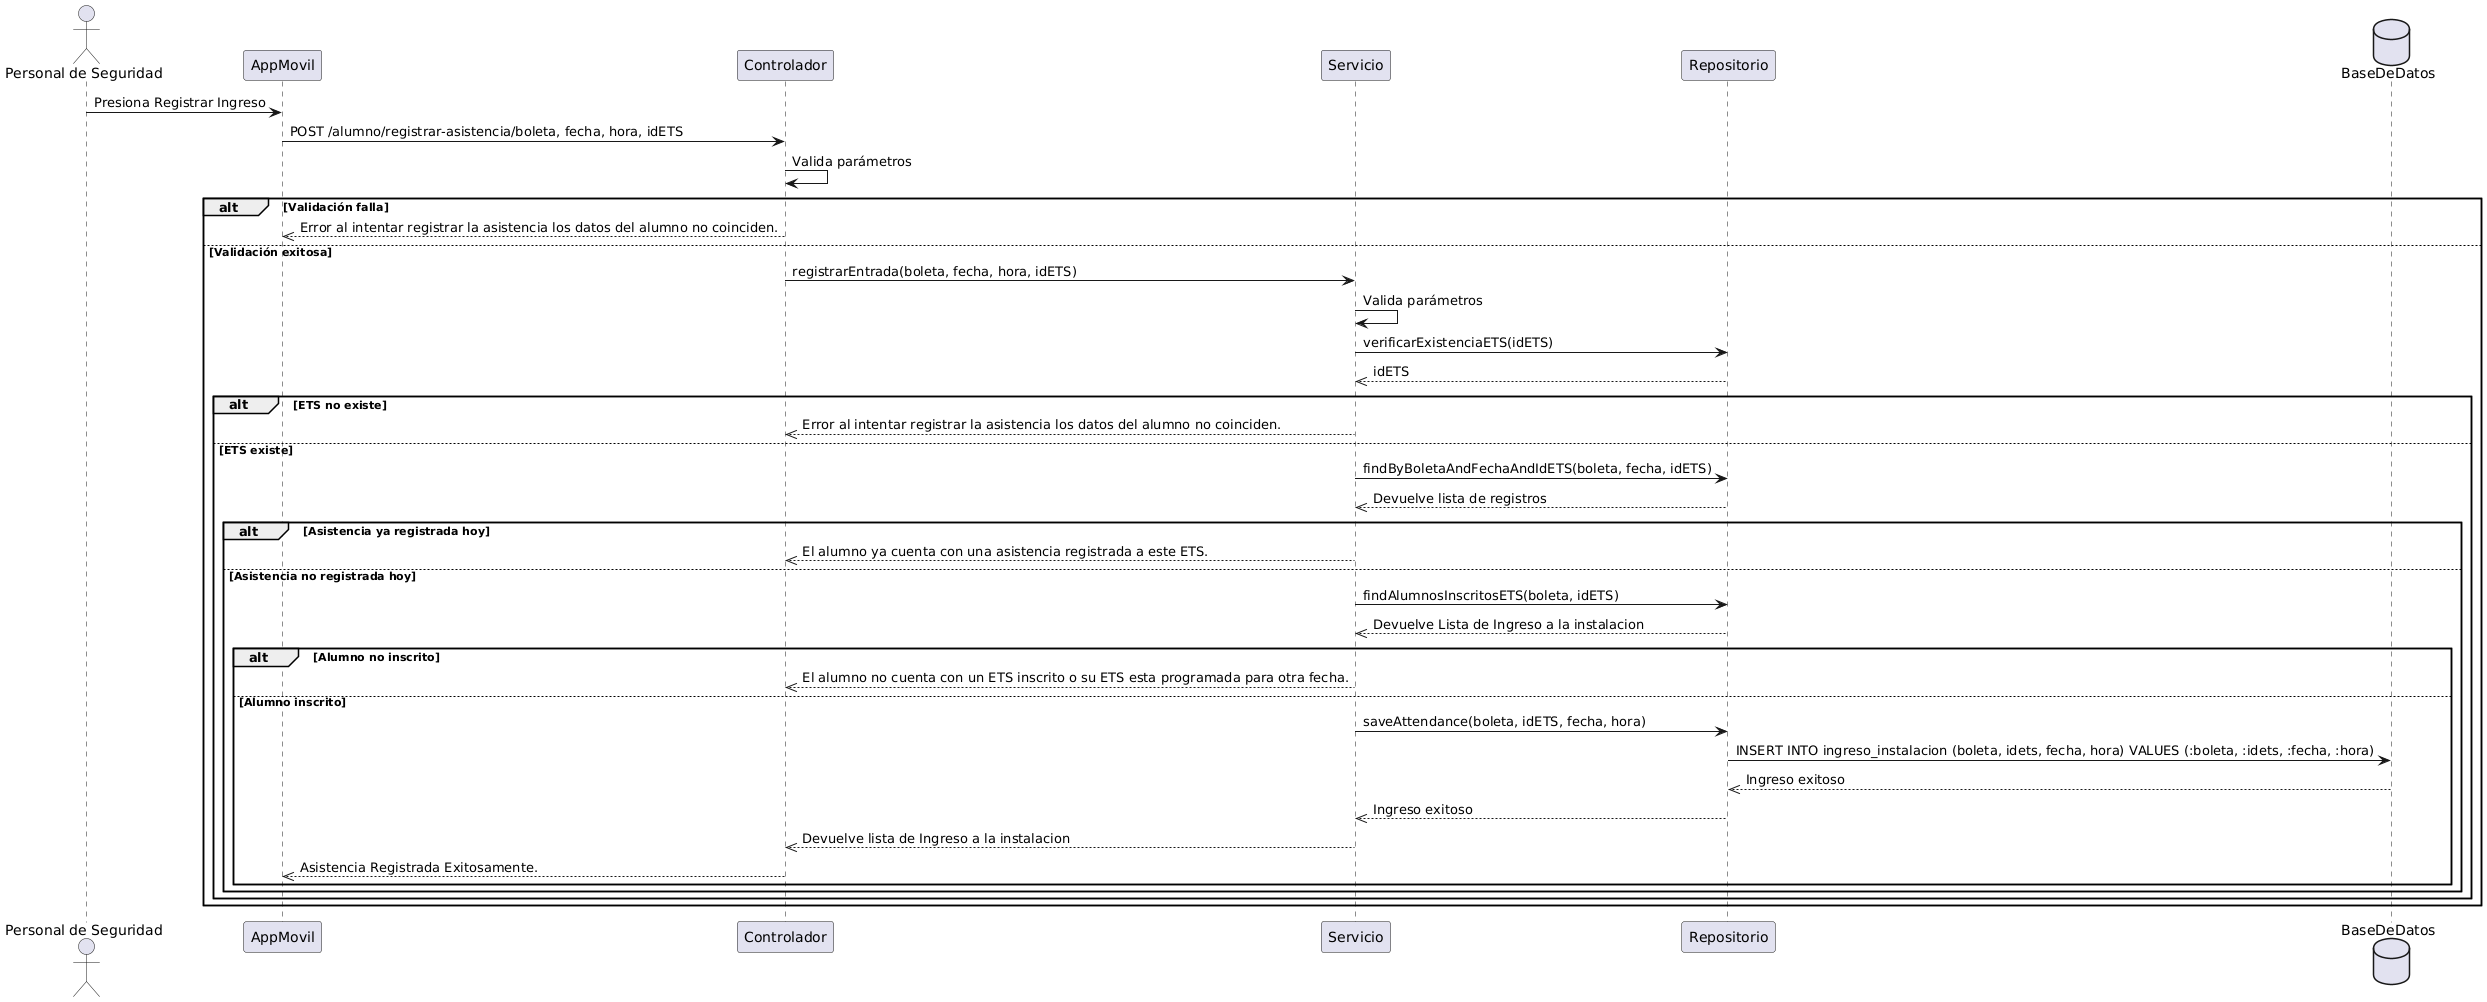 Personal de Seguridad
AppMovil
Controlador
Servicio
Repositorio
BaseDeDatos
Presiona Registrar Ingreso
POST /alumno/registrar-asistencia/boleta, fecha, hora, idETS
Valida parámetros
alt
[Validación falla]
Error al intentar registrar la asistencia los datos del alumno no coinciden.
[Validación exitosa]
registrarEntrada(boleta, fecha, hora, idETS)
Valida parámetros
verificarExistenciaETS(idETS)
idETS
alt
[ETS no existe]
Error al intentar registrar la asistencia los datos del alumno no coinciden.
[ETS existe]
findByBoletaAndFechaAndIdETS(boleta, fecha, idETS)
Devuelve lista de registros
alt
[Asistencia ya registrada hoy]
El alumno ya cuenta con una asistencia registrada a este ETS.
[Asistencia no registrada hoy]
findAlumnosInscritosETS(boleta, idETS)
Devuelve Lista de Ingreso a la instalacion
alt
[Alumno no inscrito]
El alumno no cuenta con un ETS inscrito o su ETS esta programada para otra fecha.
[Alumno inscrito]
saveAttendance(boleta, idETS, fecha, hora)
INSERT INTO ingreso_instalacion (boleta, idets, fecha, hora) VALUES (:boleta, :idets, :fecha, :hora)
Ingreso exitoso
Ingreso exitoso
Devuelve lista de Ingreso a la instalacion
Asistencia Registrada Exitosamente.
Personal de Seguridad
AppMovil
Controlador
Servicio
Repositorio
BaseDeDatos